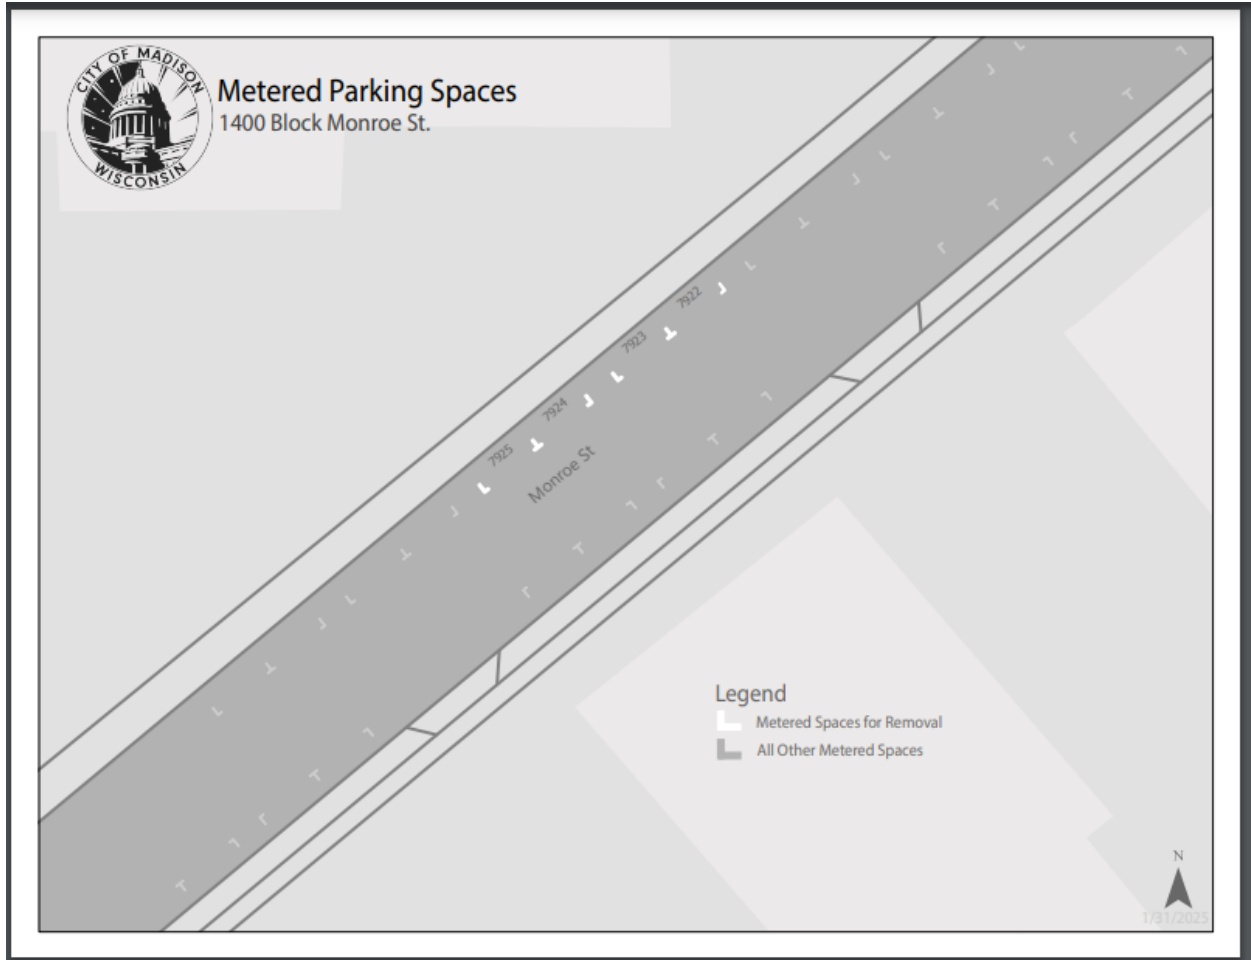 CITY OF MADISON
WISCONSIN
Metered Parking Spaces
1400 Block Monroe St.
7922
7923
7924
7925
Monroe St
Legend
Metered Spaces for Removal
All Other Metered Spaces
N
1/31/2025